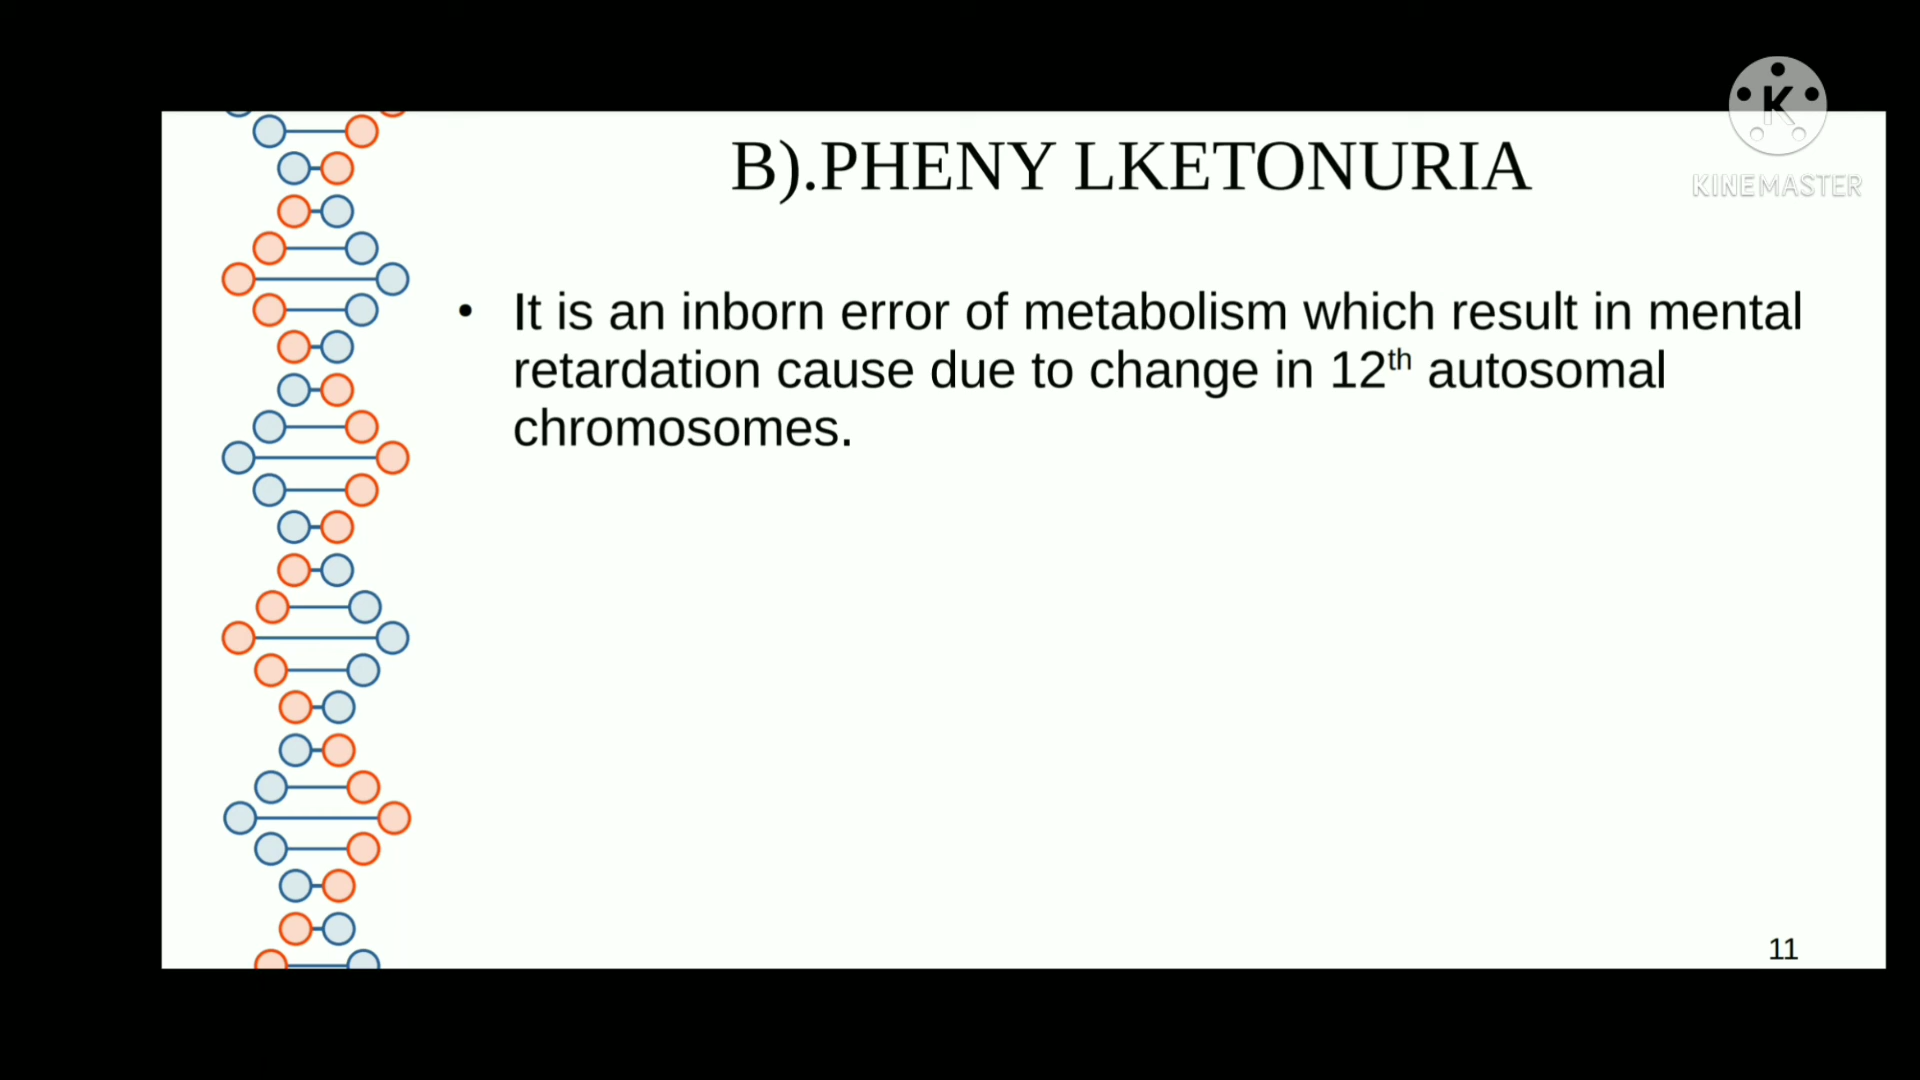 K
KINEMASTER
B).PHENY LKETONURIA
• It is an inborn error of metabolism which result in mental
retardation cause due to change in 12th autosomal
chromosomes.
11